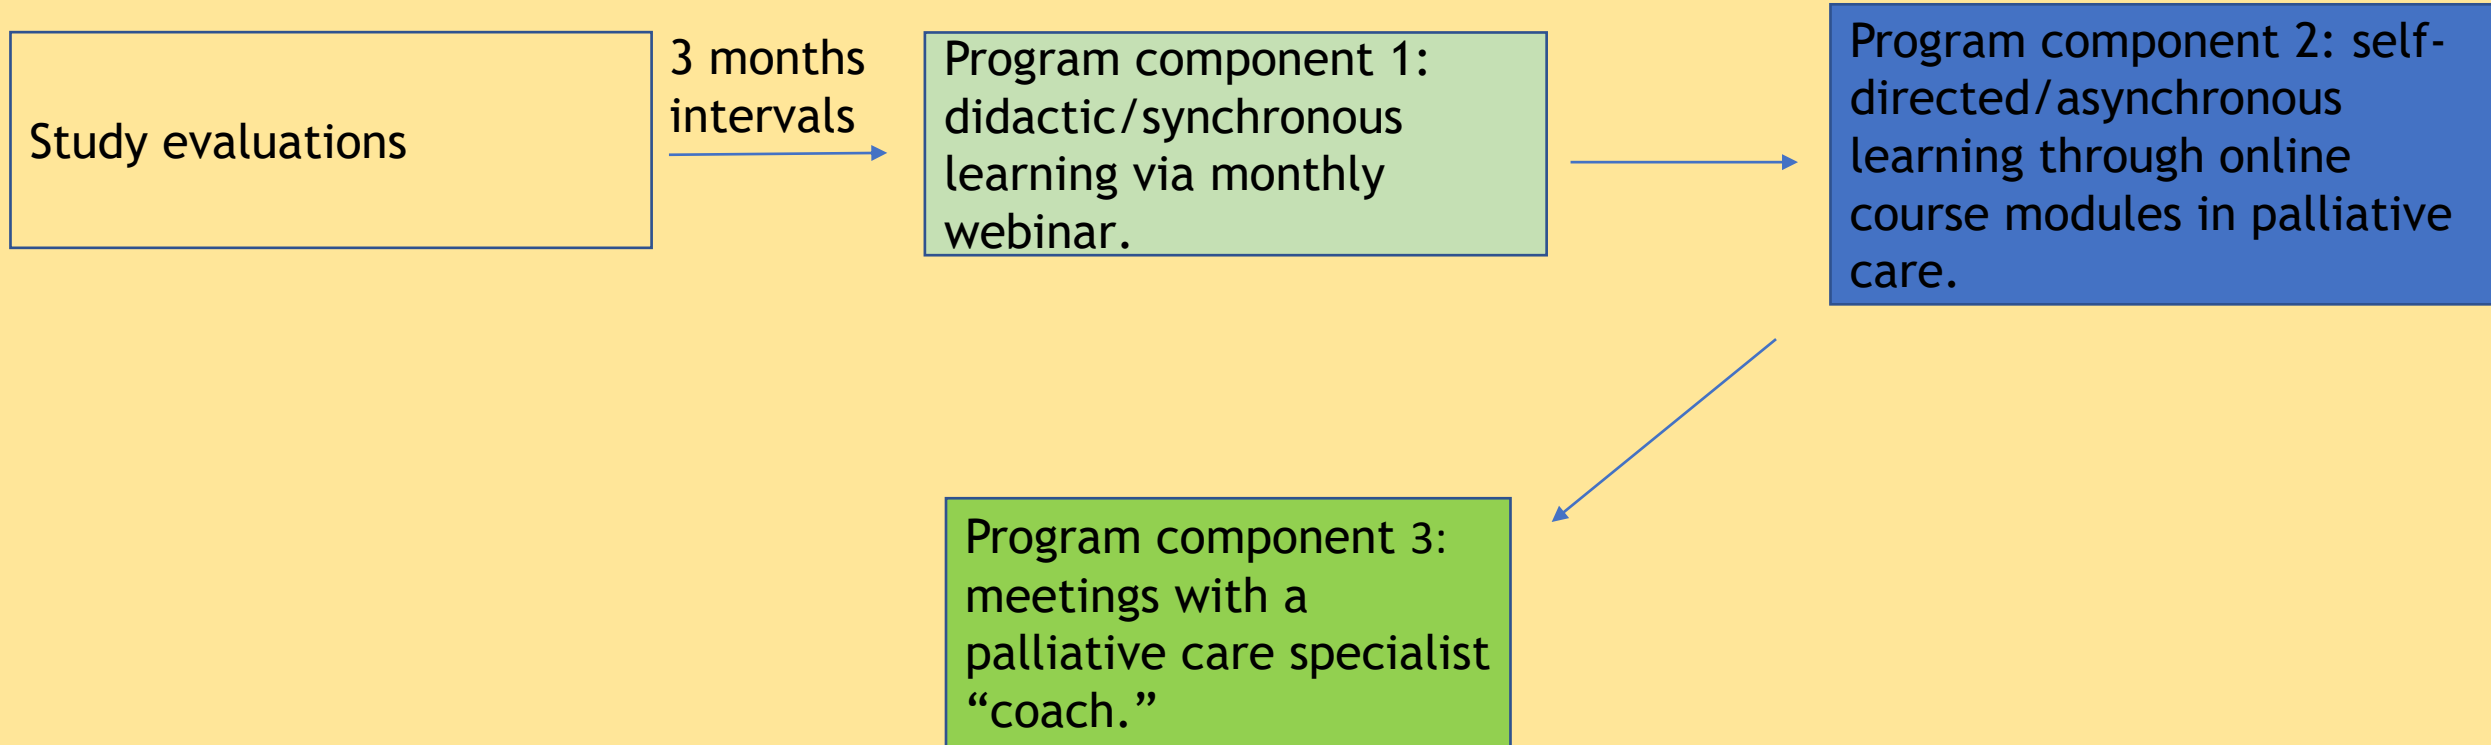 Study evaluations
3 months
intervals
Program component 1:
didactic/synchronous
learning via monthly
webinar.
Program component 2: self-
directed/asynchronous
learning through online
course modules in palliative
care.
Program component 3:
meetings with a
palliative care specialist
“coach.”